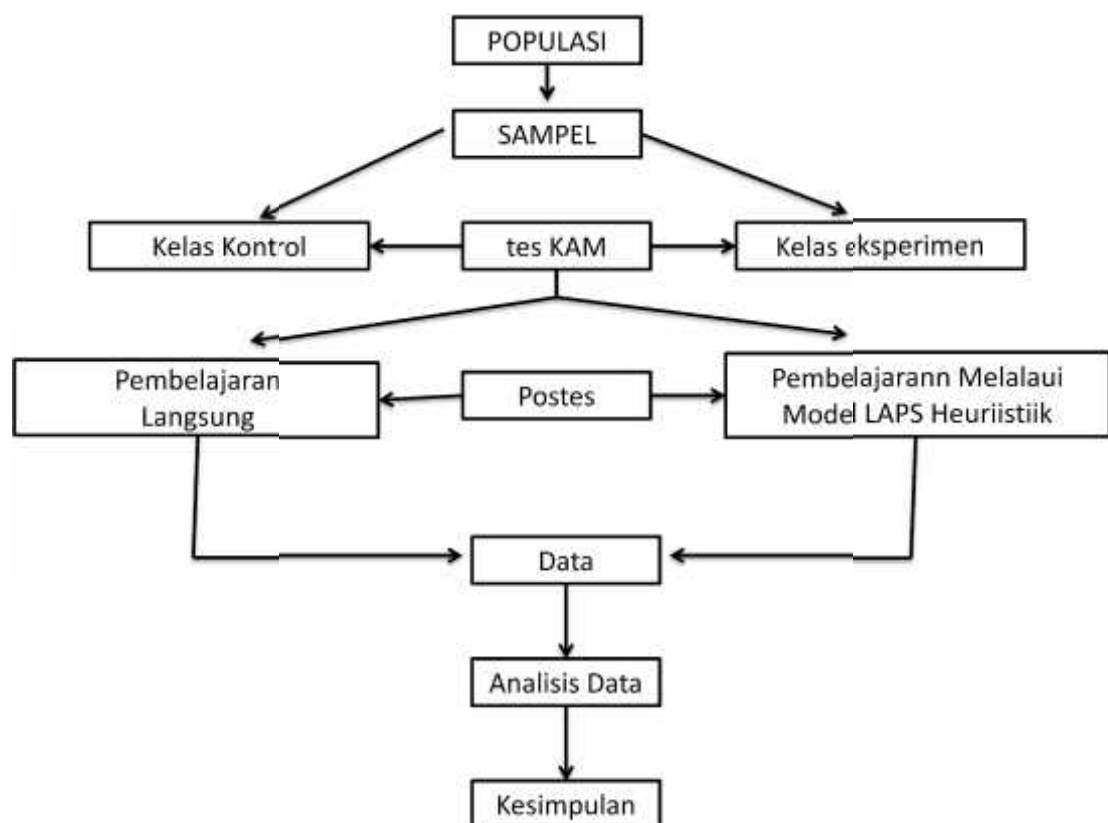 POPULASI
SAMPEL
Kelas Kontrol
tes KAM
Kelas eksperimen
Pembelajaran
Langsung
Postes
Pembelajarann Melalaui
Model LAPS Heuriistiik
Data
Analisis Data
Kesimpulan